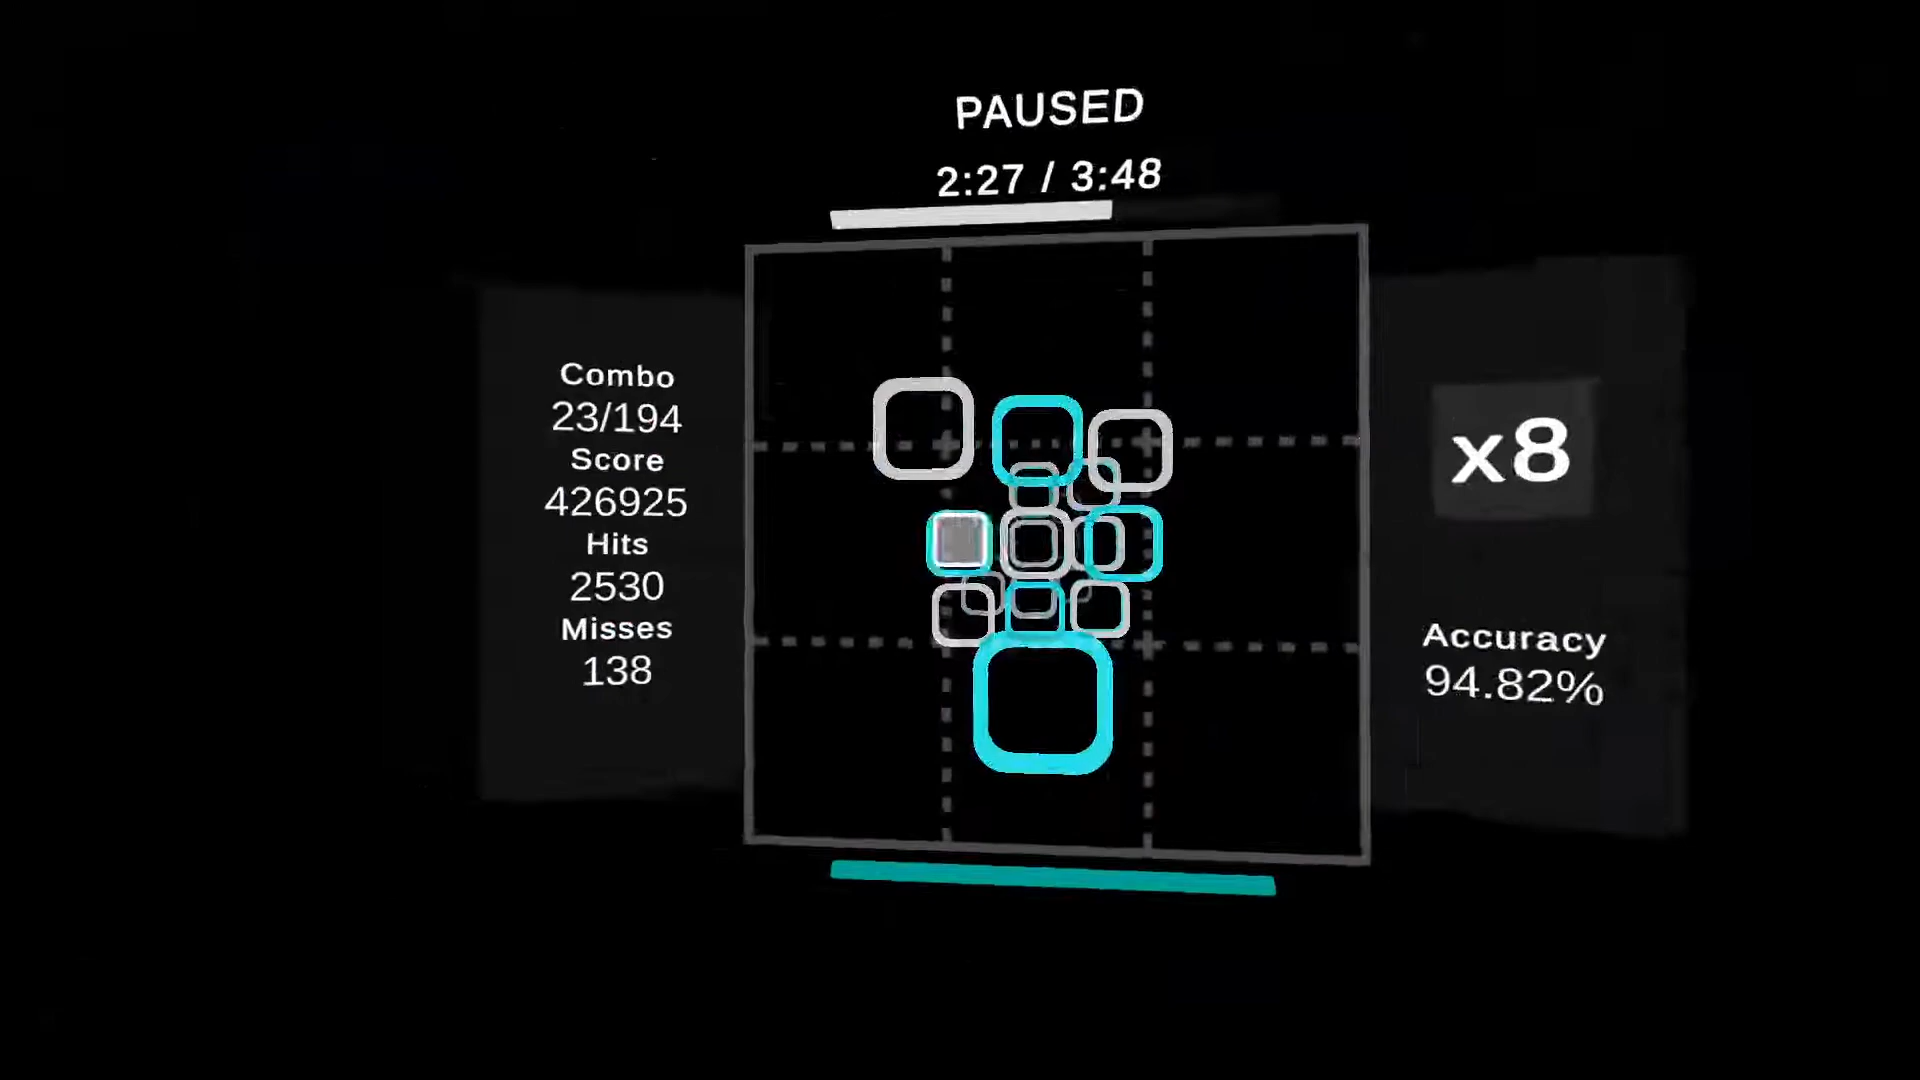 PAUSED
2:27 / 3:48
Combo
23/194
Score
426925
Hits
2530
Misses
138
x8
Accuracy
94.82%